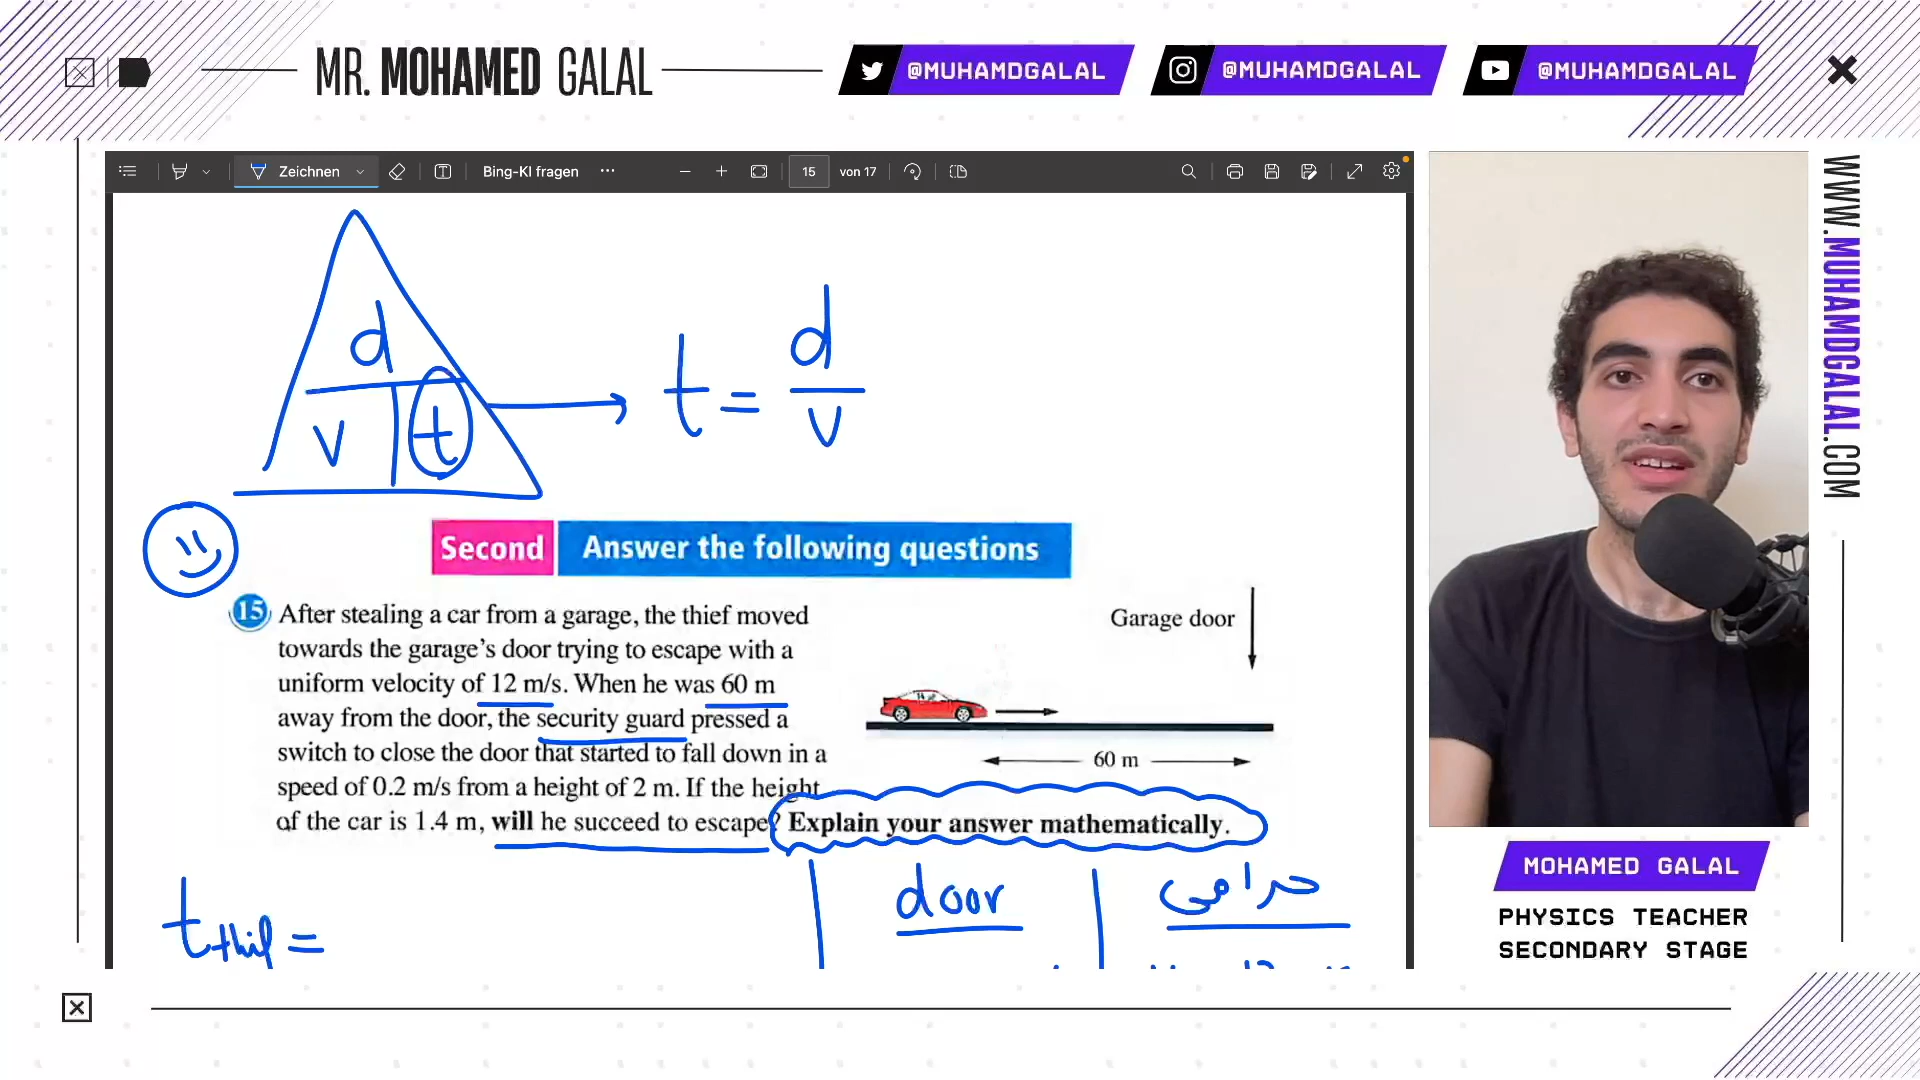 MR. MOHAMED GALAL
@MUHAMDGALAL
@MUHAMDGALAL
@MUHAMDGALAL
Zeichnen
Bing-KI fragen
15
von 17
WWW.MUHAMDGALAL.COM
d
v t
t = d
v
Second Answer the following questions
15 After stealing a car from a garage, the thief moved
towards the garage's door trying to escape with a
uniform velocity of 12 m/s. When he was 60 m
away from the door, the security guard pressed a
switch to close the door that started to fall down in a
speed of 0.2 m/s from a height of 2 m. If the height
of the car is 1.4 m, will he succeed to escape? Explain your answer mathematically.
Garage door
60 m
t thif =
door
حرامى
MOHAMED GALAL
PHYSICS TEACHER
SECONDARY STAGE